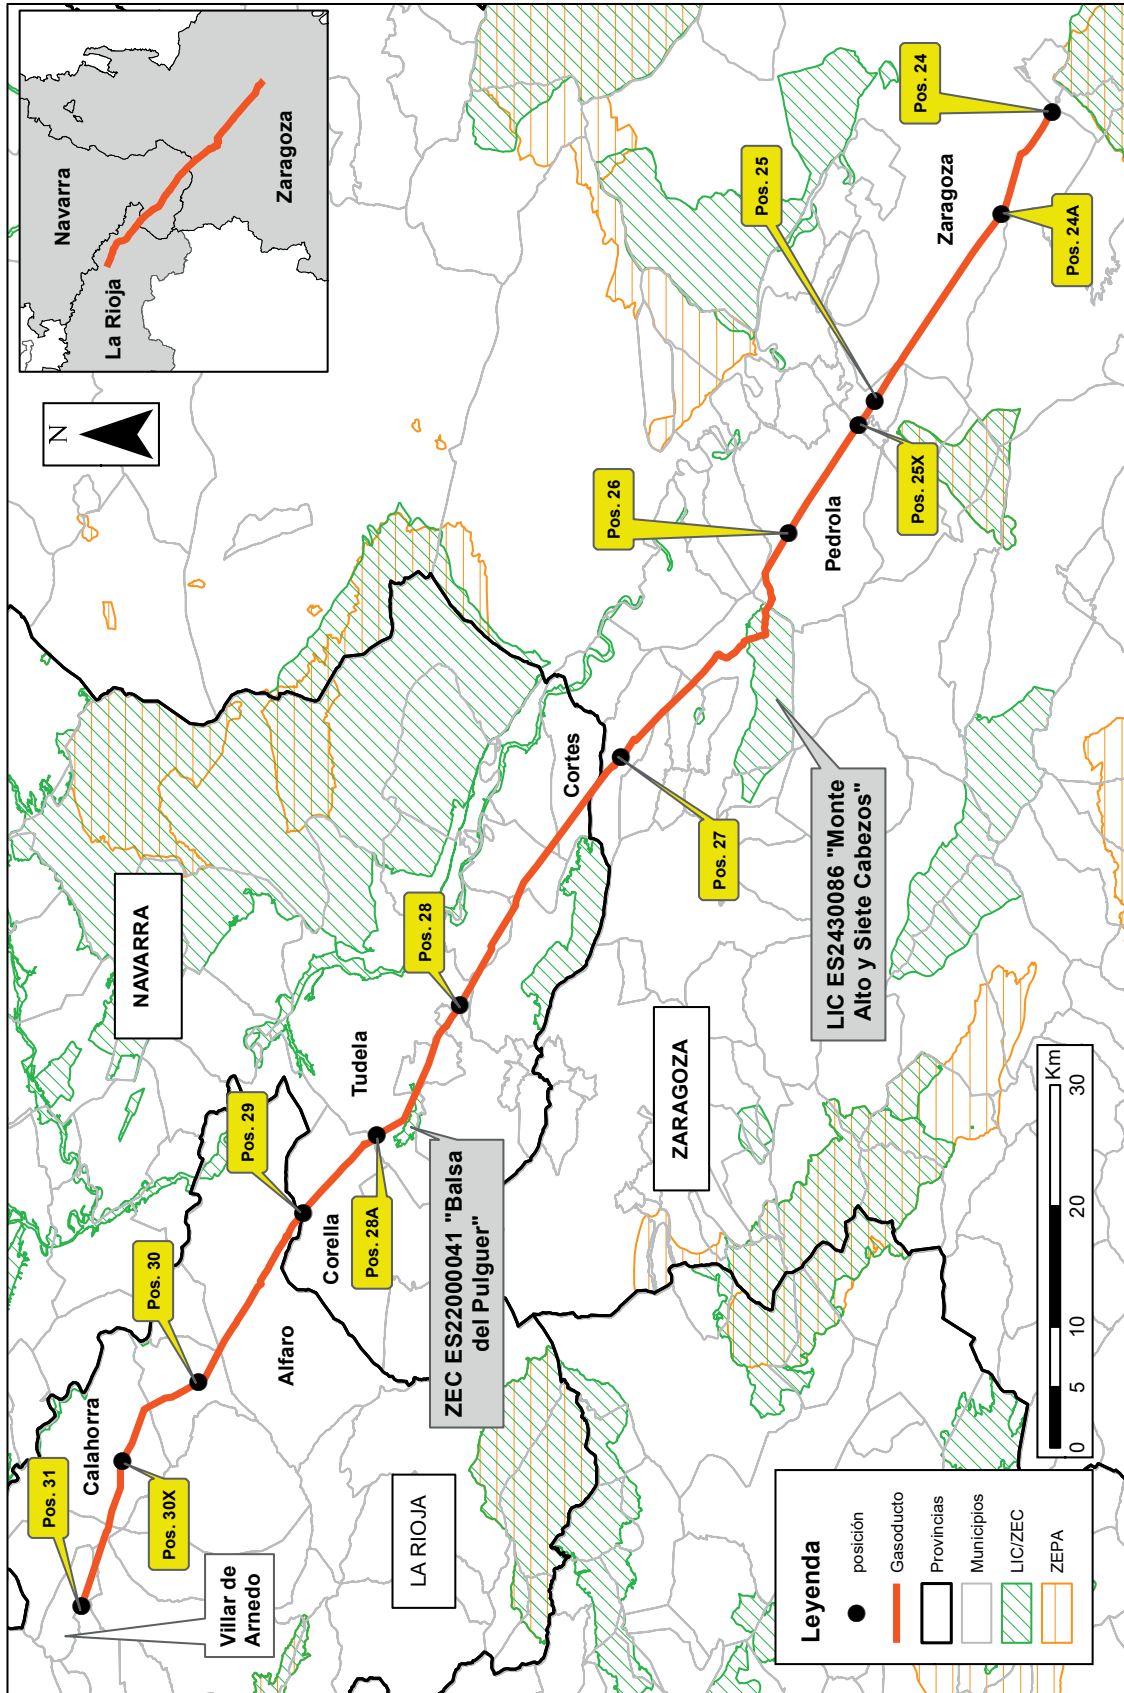 Navarra
La Rioja
Zaragoza
N
Pos. 31
Calahorra
Pos. 30X
Villar de
Arnedo
Pos. 30
Alfaro
LA RIOJA
Pos. 29
Corella
Pos. 28A
NAVARRA
Tudela
ZEC ES2200041 "Balsa
del Pulguer"
Pos. 28
Cortes
Pos. 27
ZARAGOZA
LIC ES2430086 "Monte
Alto y Siete Cabezos"
Pos. 26
Pedrola
Pos. 25X
Pos. 25
Zaragoza
Pos. 24A
Pos. 24
Leyenda
posición
Gasoducto
Provincias
Municipios
LIC/ZEC
ZEPA
0 5 10 20 30
Km